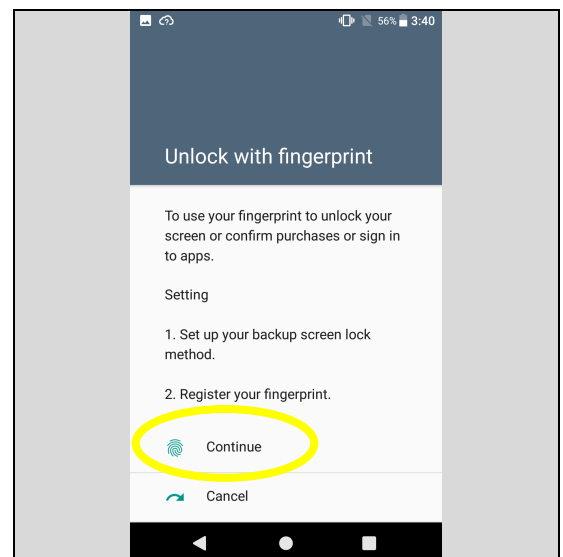 56% 3:40
Unlock with fingerprint
To use your fingerprint to unlock your
screen or confirm purchases or sign in
to apps.
Setting
1. Set up your backup screen lock
method.
2. Register your fingerprint.
Continue
Cancel